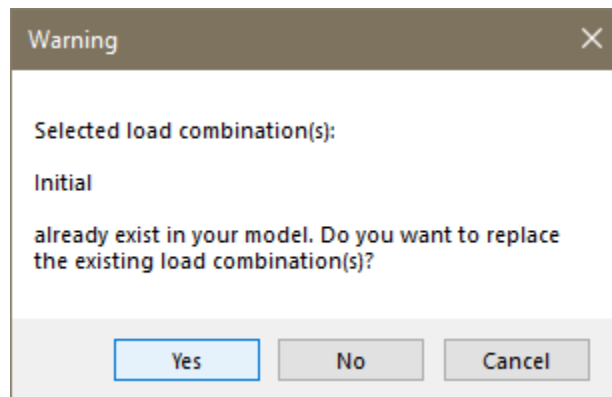 Warning
Selected load combination(s):
Initial
already exist in your model. Do you want to replace
the existing load combination(s)?
Yes
No
Cancel